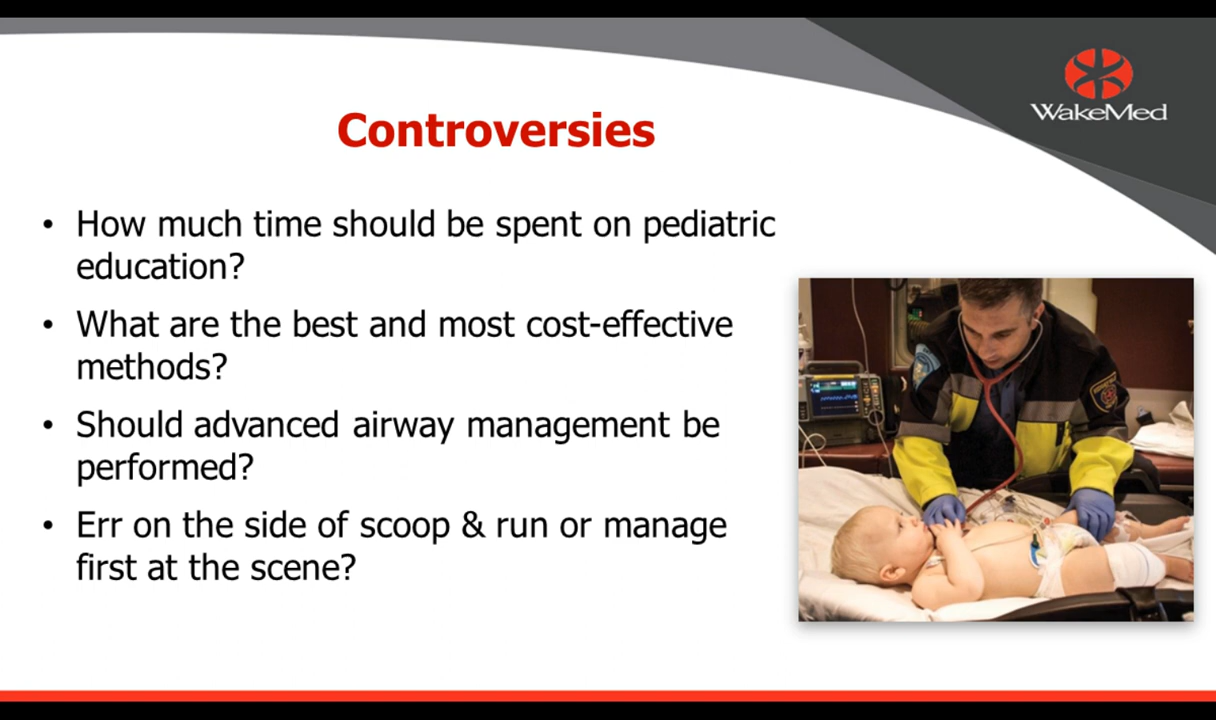 WakeMed
Controversies
• How much time should be spent on pediatric
education?
• What are the best and most cost-effective
methods?
• Should advanced airway management be
performed?
• Err on the side of scoop & run or manage
first at the scene?